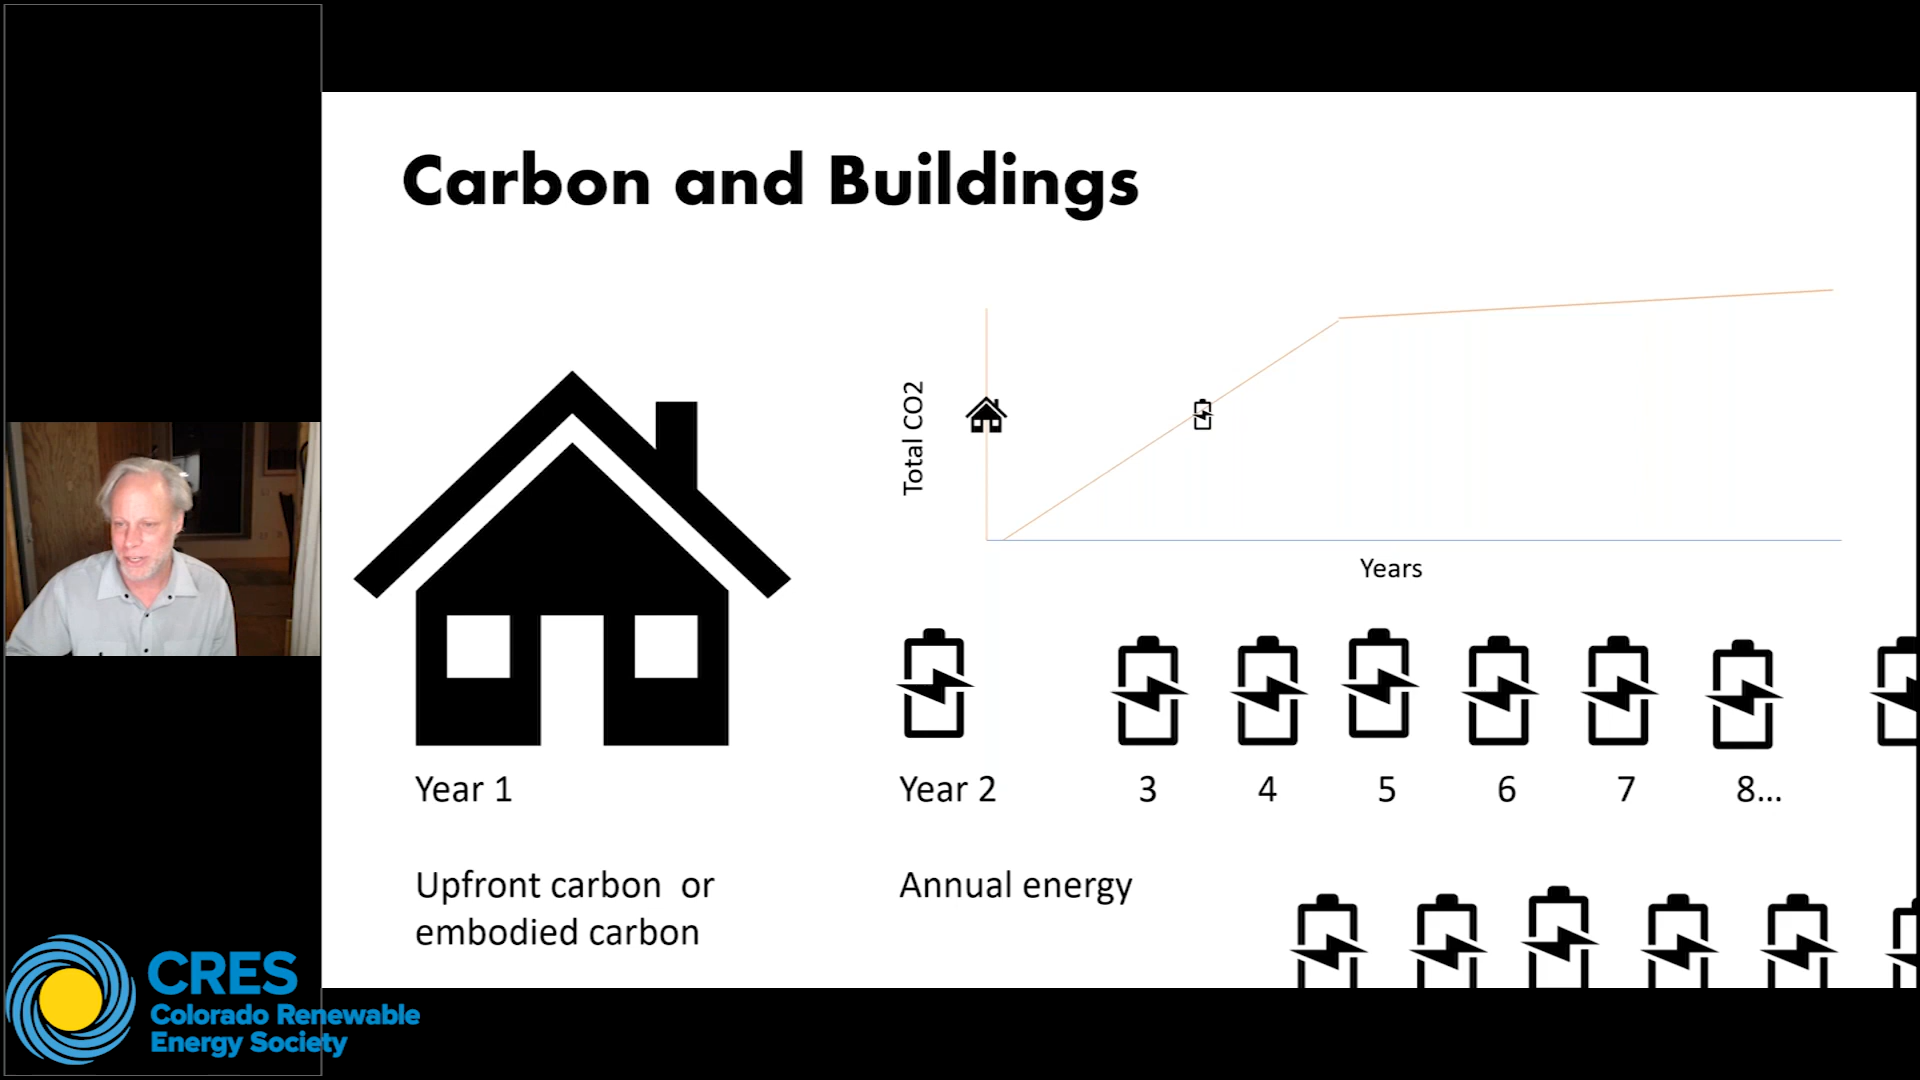 Carbon and Buildings
Total CO2
Years
Year 1
Year 2
3
4
5
6
7
8...
Upfront carbon or
embodied carbon
Annual energy
CRES
Colorado Renewable
Energy Society